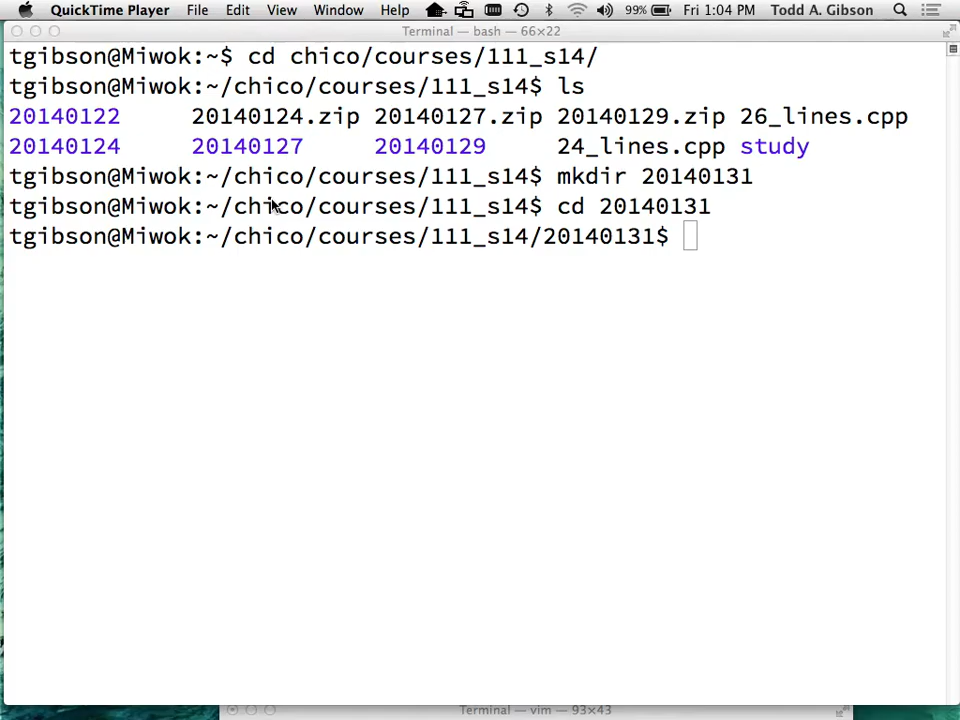 QuickTime Player File Edit View Window Help 99% Fri 1:04 PM Todd A. Gibson
Terminal — bash — 66×22
tgibson@Miwok:~$ cd chico/courses/111_s14/
tgibson@Miwok:~/chico/courses/111_s14$ ls
20140122 20140124.zip 20140127.zip 20140129.zip 26_lines.cpp
20140124 20140127 20140129 24_lines.cpp study
tgibson@Miwok:~/chico/courses/111_s14$ mkdir 20140131
tgibson@Miwok:~/chico/courses/111_s14$ cd 20140131
tgibson@Miwok:~/chico/courses/111_s14/20140131$
Terminal — vim — 93×43